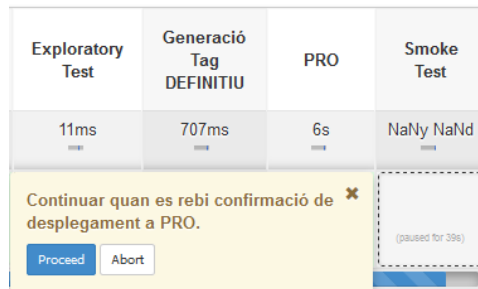 Exploratory
Test
Generació
Tag
DEFINITIU
PRO
Smoke
Test
11ms
707ms
6s
NaNy NaNd
Continuar quan es rebi confirmació de
desplegament a PRO.
✖
Proceed
Abort
(paused for 39s)